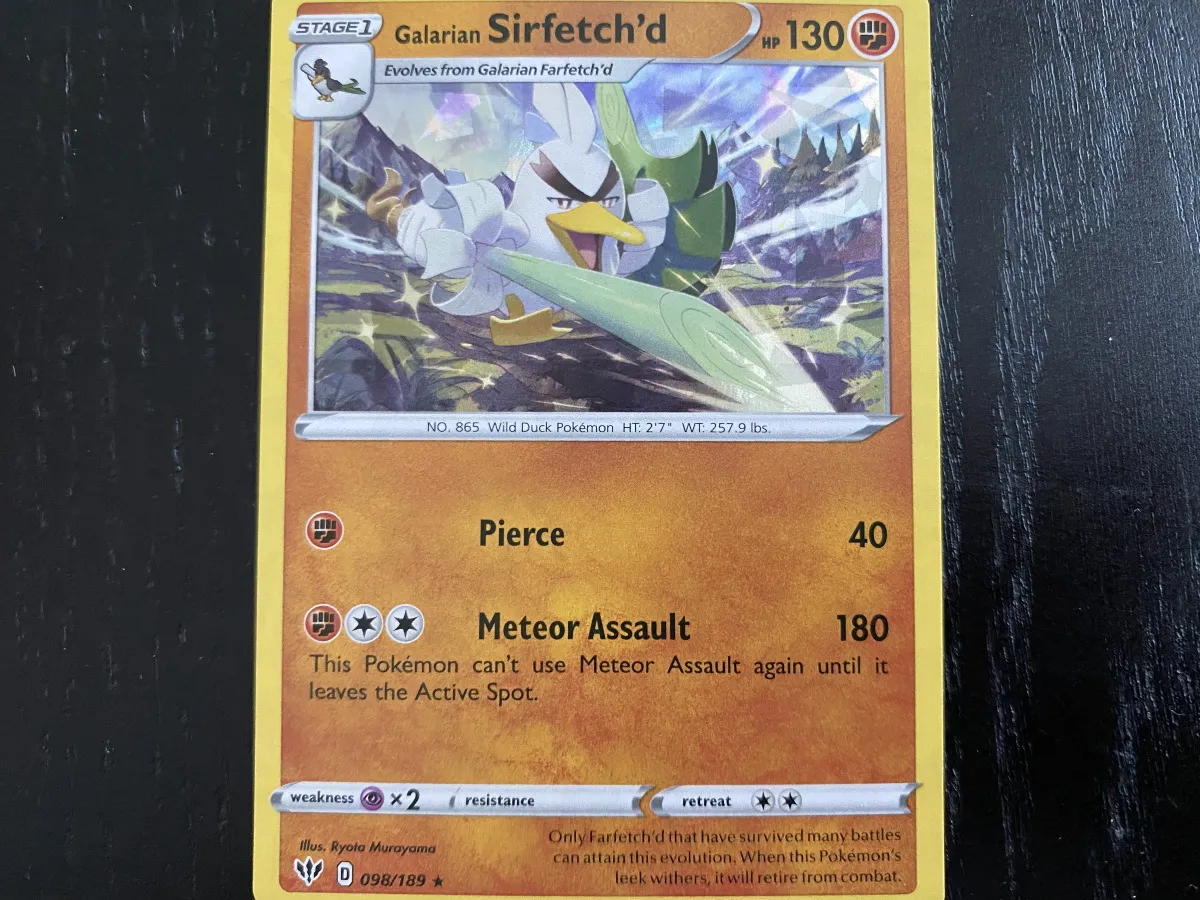 STAGE 1
Galarian Sirfetch'd
HP 130
Evolves from Galarian Farfetch'd
NO. 865 Wild Duck Pokémon HT: 2'7" WT: 257.9 lbs.
Pierce 40
Meteor Assault 180
This Pokémon can't use Meteor Assault again until it
leaves the Active Spot.
weakness ×2 resistance retreat
Illus. Ryota Murayama
D 098/189 ★
Only Farfetch'd that have survived many battles
can attain this evolution. When this Pokémon's
leek withers, it will retire from combat.